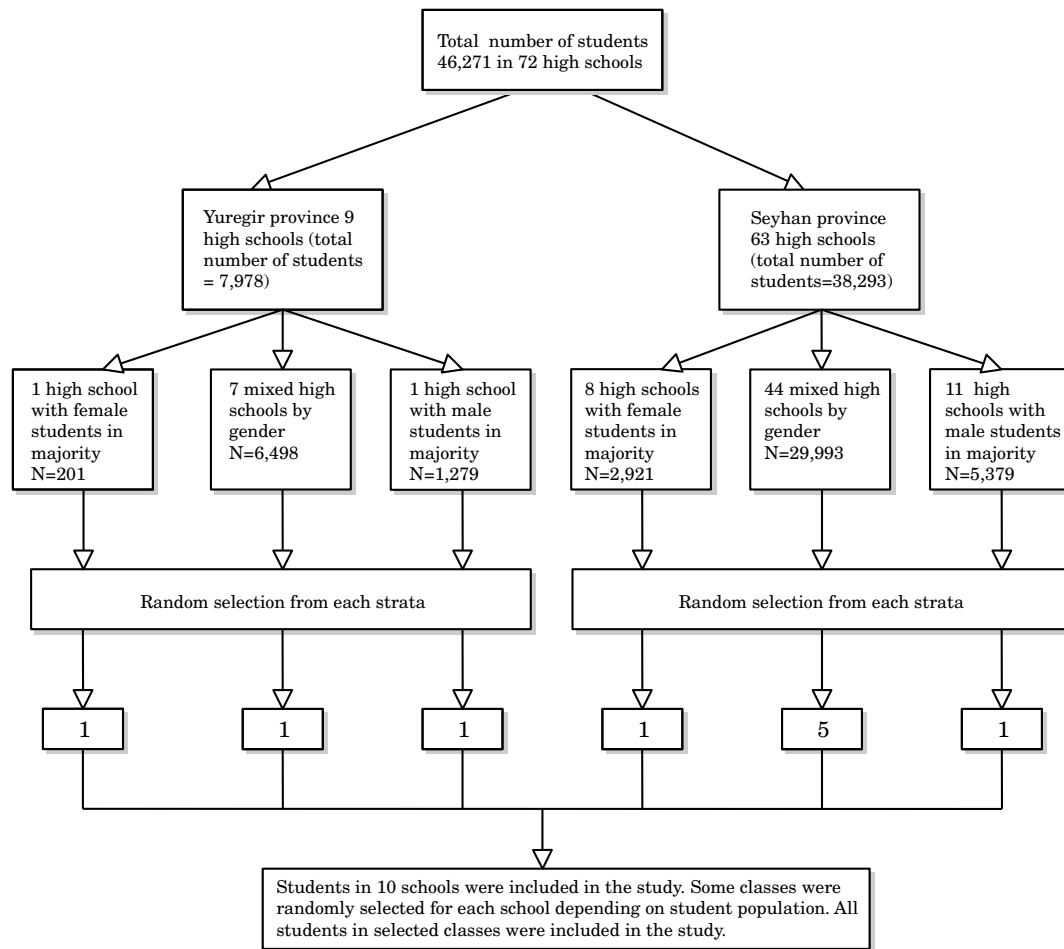 Total number of students
46,271 in 72 high schools
Yuregir province 9
high schools (total
number of students
= 7,978)
Seyhan province
63 high schools
(total number of
students=38,293)
1 high school
with female
students in
majority
N=201
7 mixed high
schools by
gender
N=6,498
1 high school
with male
students in
majority
N=1,279
8 high schools
with female
students in
majority
N=2,921
44 mixed high
schools by
gender
N=29,993
11 high
schools with
male students
in majority
N=5,379
Random selection from each strata
Random selection from each strata
1
1
1
1
5
1
Students in 10 schools were included in the study. Some classes were
randomly selected for each school depending on student population. All
students in selected classes were included in the study.